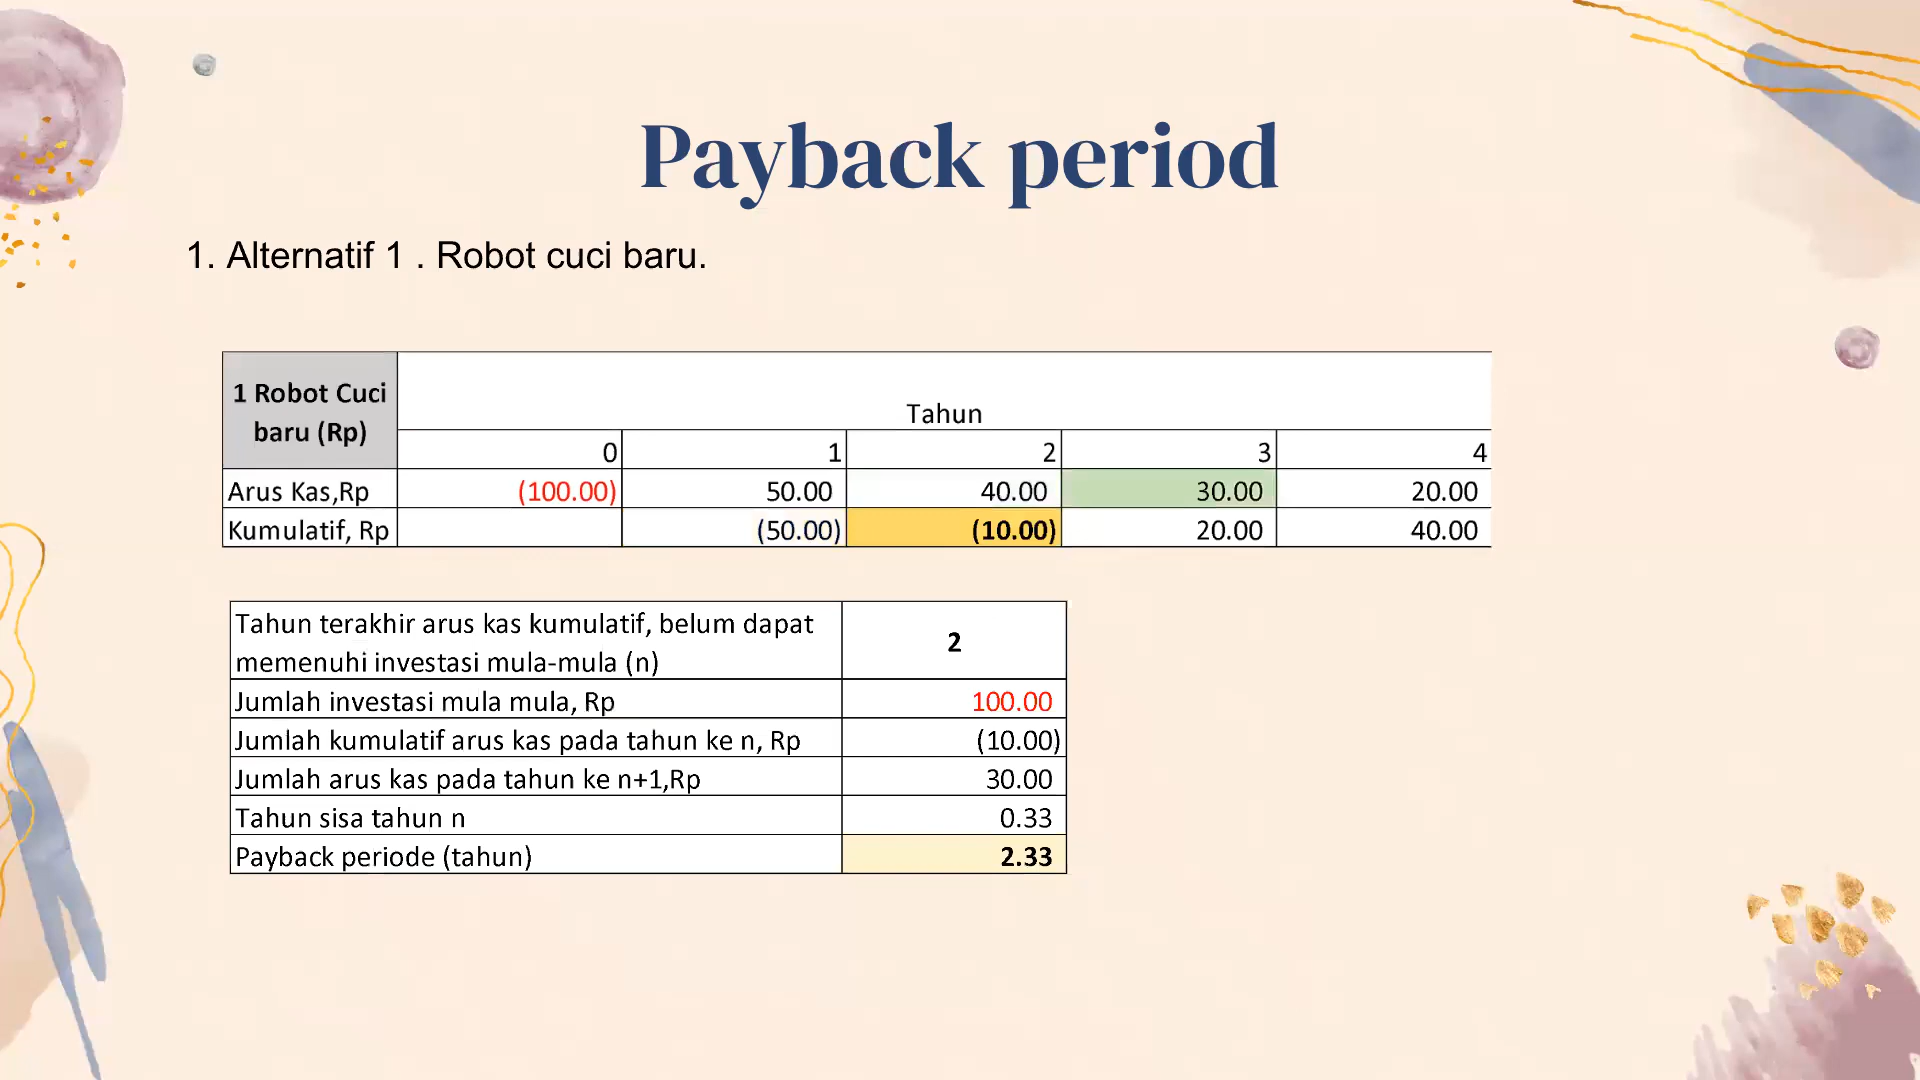 Payback period
1. Alternatif 1 . Robot cuci baru.
1 Robot Cuci
baru (Rp)
Tahun
0 1 2 3 4
Arus Kas,Rp (100.00) 50.00 40.00 30.00 20.00
Kumulatif, Rp (50.00) (10.00) 20.00 40.00
Tahun terakhir arus kas kumulatif, belum dapat
memenuhi investasi mula-mula (n)
2
Jumlah investasi mula mula, Rp 100.00
Jumlah kumulatif arus kas pada tahun ke n, Rp (10.00)
Jumlah arus kas pada tahun ke n+1,Rp 30.00
Tahun sisa tahun n 0.33
Payback periode (tahun) 2.33